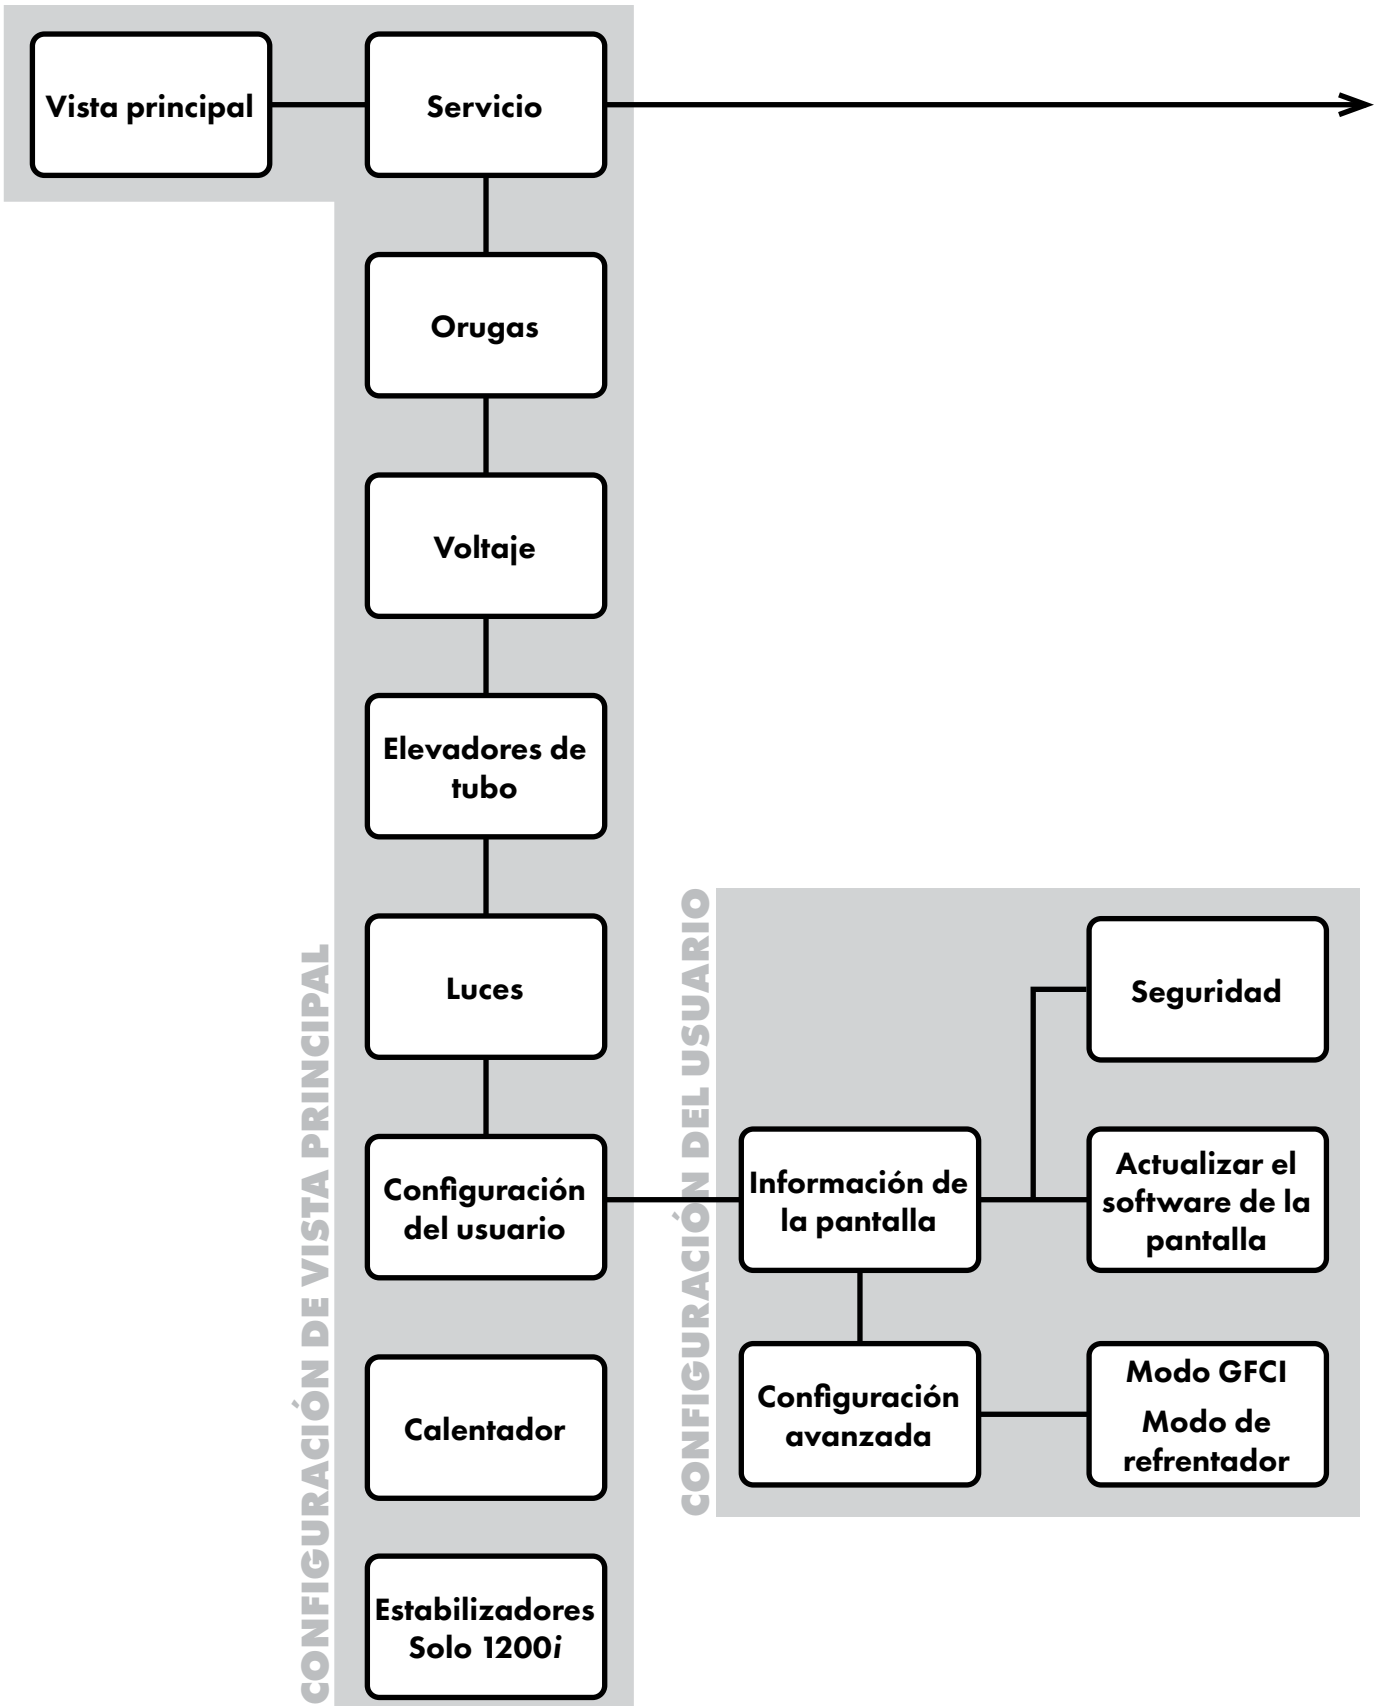 Vista principal
Servicio
Orugas
Voltaje
Elevadores de
tubo
Luces
Configuración
del usuario
Calentador
Estabilizadores
Solo 1200i
CONFIGURACIÓN DE VISTA PRINCIPAL
CONFIGURACIÓN DEL USUARIO
Información de
la pantalla
Seguridad
Actualizar el
software de la
pantalla
Configuración
avanzada
Modo GFCI
Modo de
refrentador